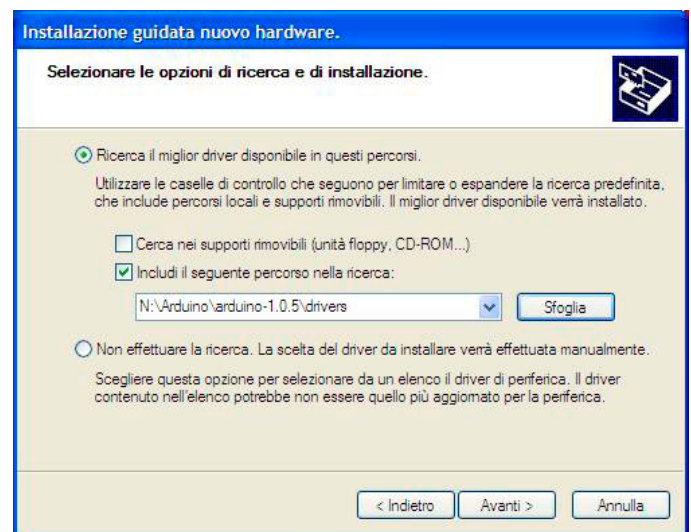 Installazione guidata nuovo hardware.
Selezionare le opzioni di ricerca e di installazione.
Ricerca il miglior driver disponibile in questi percorsi.
Utilizzare le caselle di controllo che seguono per limitare o espandere la ricerca predefinita,
che include percorsi locali e supporti rimovibili. Il miglior driver disponibile verrà installato.
Cerca nei supporti rimovibili (unità floppy, CD-ROM...)
Includi il seguente percorso nella ricerca:
N:\Arduino\arduino-1.0.5\drivers
Sfoglia
Non effettuare la ricerca. La scelta del driver da installare verrà effettuata manualmente.
Scegliere questa opzione per selezionare da un elenco il driver di periferica. Il driver
contenuto nell'elenco potrebbe non essere quello più aggiornato per la periferica.
< Indietro
Avanti >
Annulla